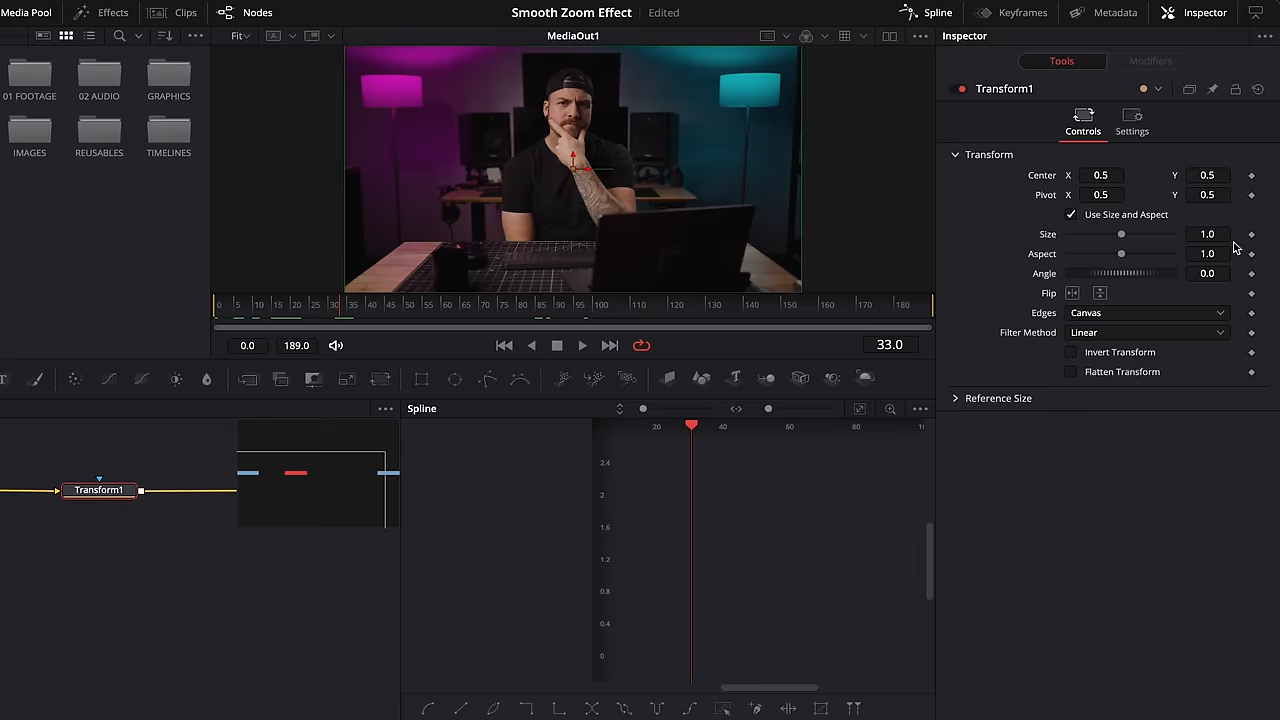 Media Pool Effects Clips Nodes Smooth Zoom Effect Edited Spline Keyframes Metadata Inspector
Fit MediaOut1 Inspector
Tools Modifiers
01 FOOTAGE 02 AUDIO GRAPHICS
IMAGES REUSABLES TIMELINES
Transform1
Controls Settings
Transform
Center X 0.5 Y 0.5
Pivot X 0.5 Y 0.5
Use Size and Aspect
Size 1.0
Aspect 1.0
Angle 0.0
Flip
Edges Canvas
Filter Method Linear
Invert Transform
Flatten Transform
Reference Size
0 5 10 15 20 25 30 35 40 45 50 55 60 65 70 75 80 85 90 95 100 110 120 130 140 150 160 170 180
0.0 189.0 33.0
T T
Spline
20 40 60 80
2.4
2
1.6
1.2
0.8
0.4
0
Transform1